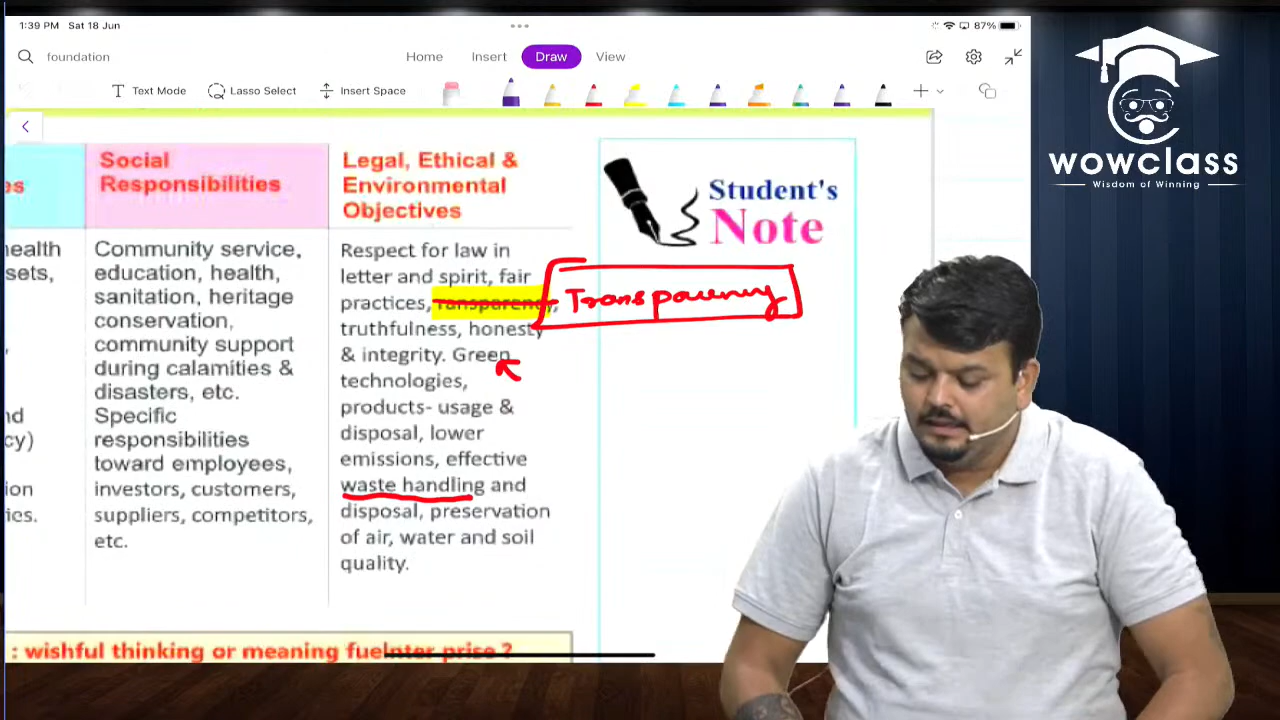 1:39 PM Sat 18 Jun
87%
foundation
Home Insert Draw View
Text Mode Lasso Select Insert Space
wowclass
Wisdom of Winning
es
Social
Responsibilities
Legal, Ethical &
Environmental
Objectives
Student's
Note
ealth
sets,
nd
cy)
ion
ics.
Community service,
education, health,
sanitation, heritage
conservation,
community support
during calamities &
disasters, etc.
Specific
responsibilities
toward employees,
investors, customers,
suppliers, competitors,
etc.
Respect for law in
letter and spirit, fair
practices, ransparency,
truthfulness, honesty
& integrity. Green
technologies,
products- usage &
disposal, lower
emissions, effective
waste handling and
disposal, preservation
of air, water and soil
quality.
: wishful thinking or meaning fuelnter prise ?